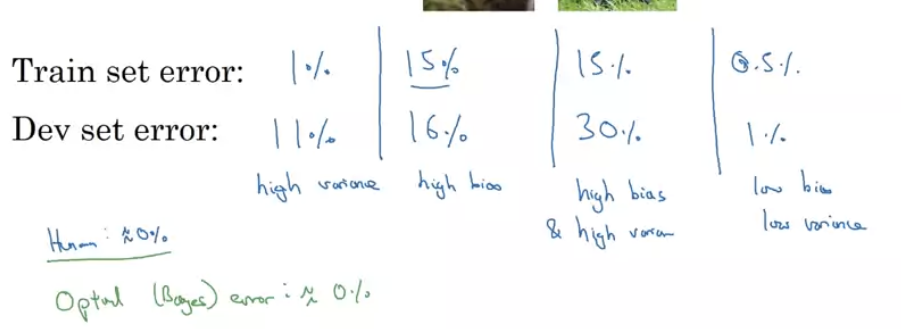 Train set error: 1% 15% 15% 0.5%
Dev set error: 11% 16% 30% 1%
high variance high bias high bias low bias
& high varian low variance
Human: ≈0%
Optimal (Bayes) error: ≈ 0%